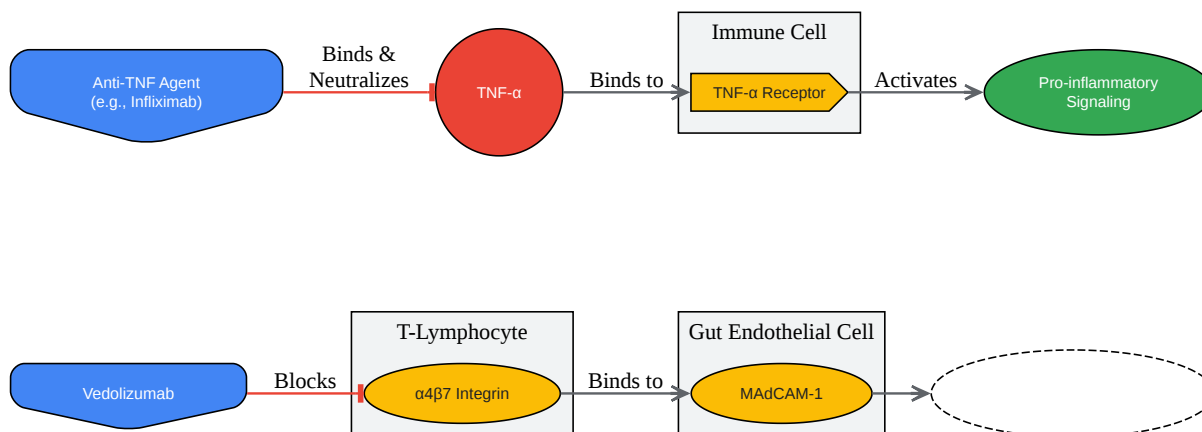 Immune Cell
Binds &
Neutralizes
Anti-TNF Agent
(e.g., Infliximab)
TNF-α
Binds to
TNF-α Receptor
Activates
Pro-inflammatory
Signaling
T-Lymphocyte
Gut Endothelial Cell
Vedolizumab
Blocks
α4β7 Integrin
Binds to
MAdCAM-1